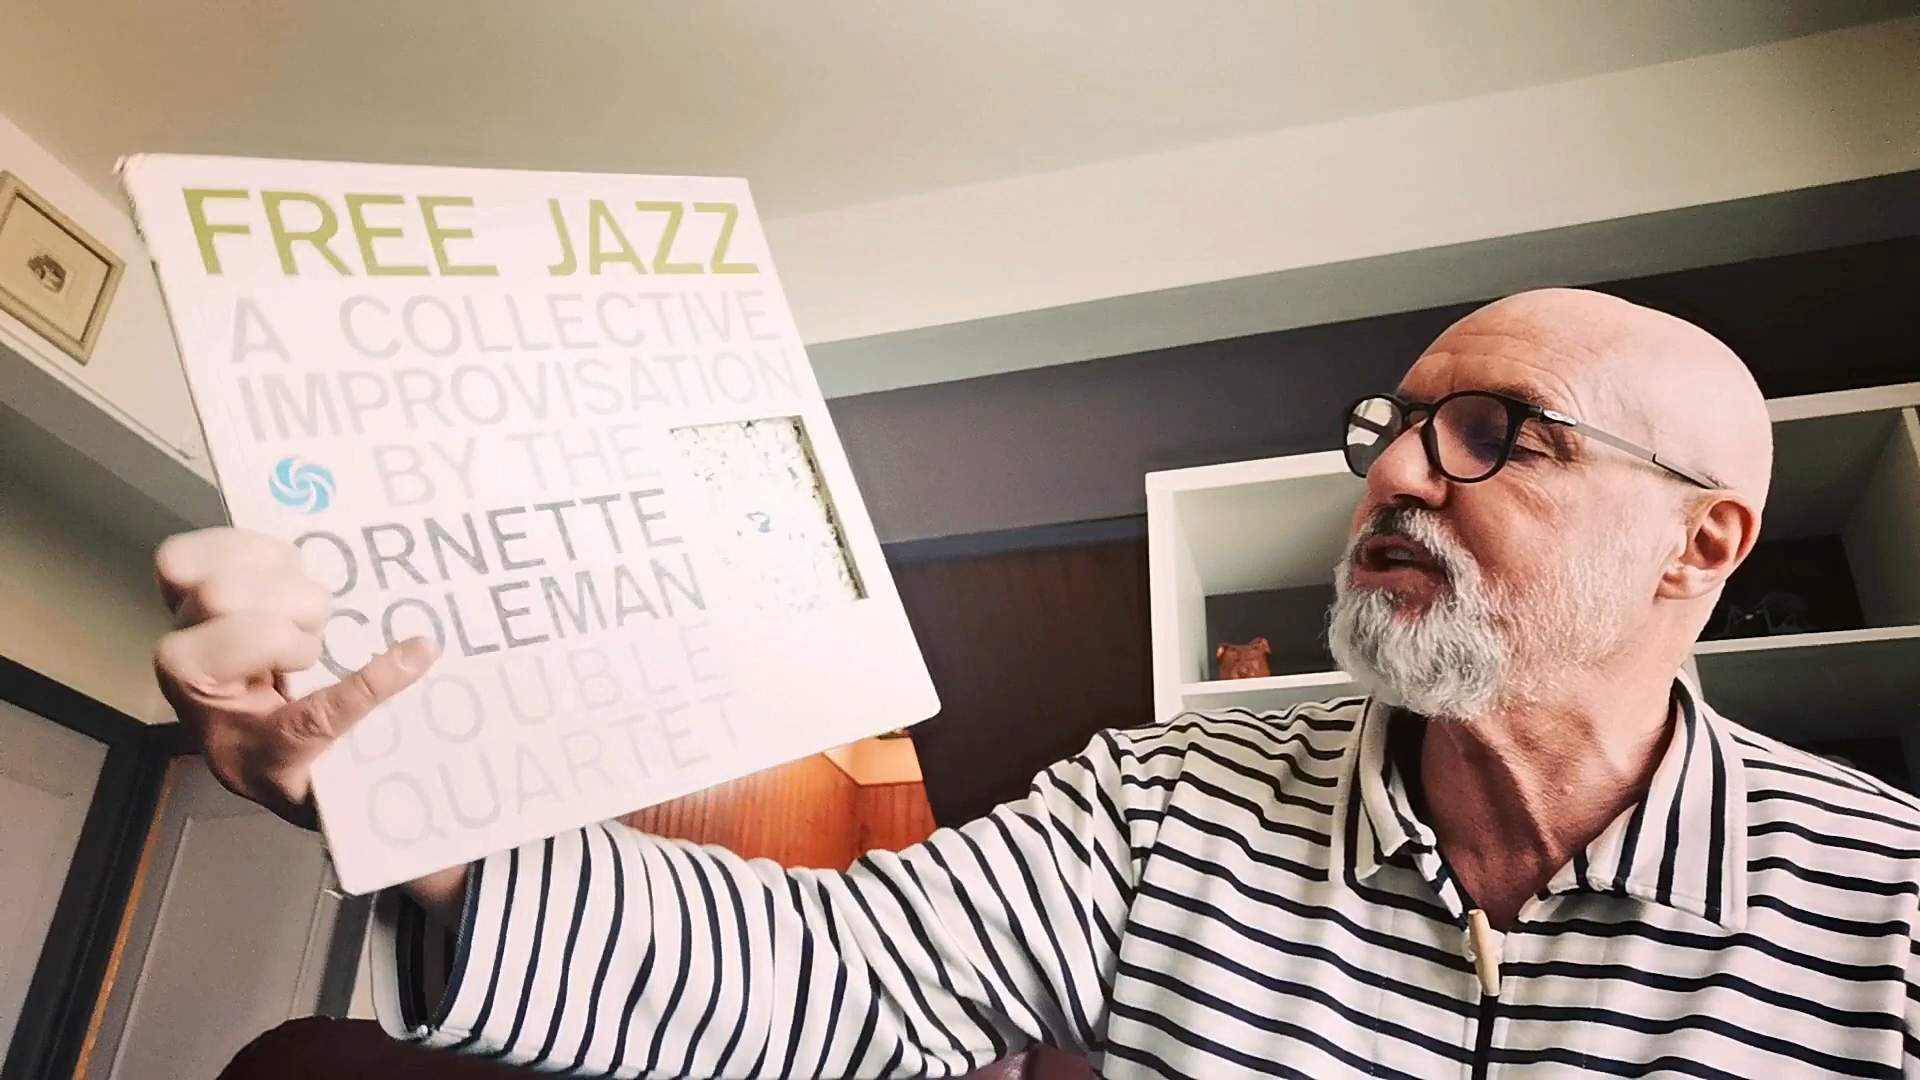 FREE JAZZ
A COLLECTIVE
IMPROVISATION
BY THE
ORNETTE
COLEMAN
DOUBLE
QUARTET